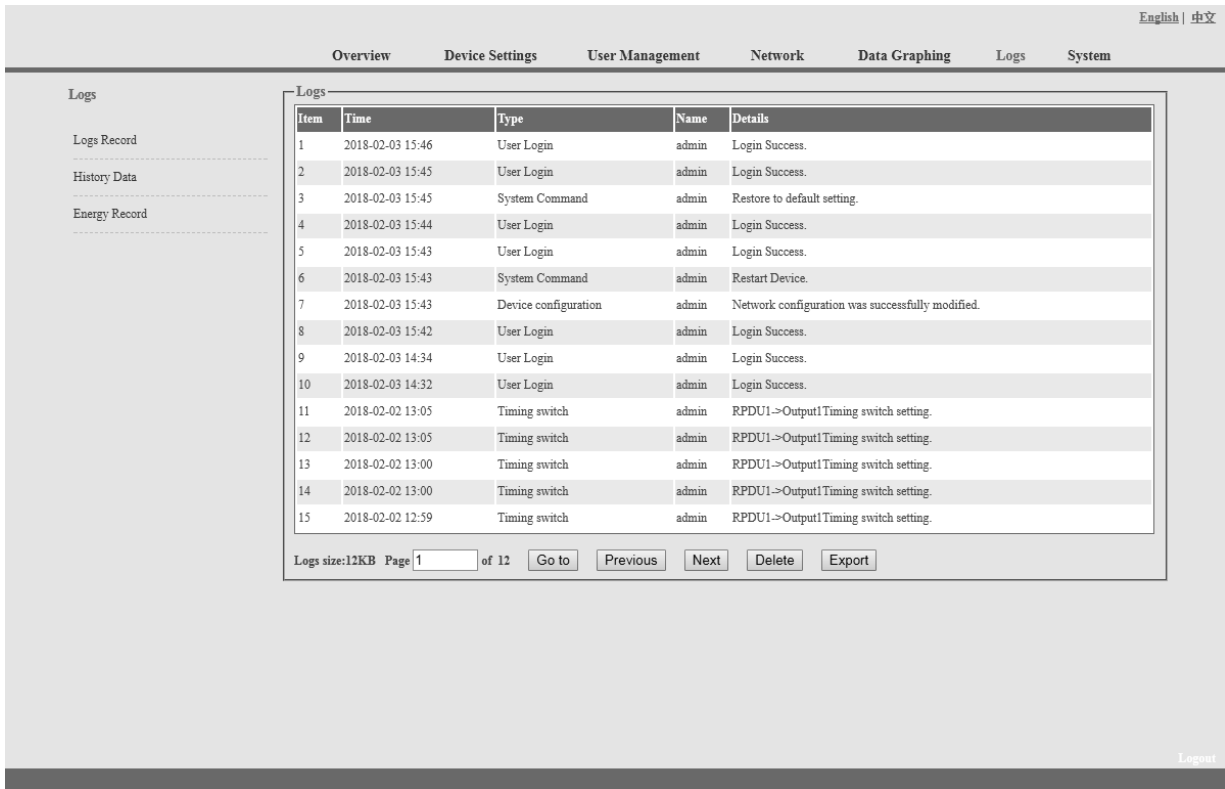 English | 中文
Overview Device Settings User Management Network Data Graphing Logs System
Logs
Logs Record
History Data
Energy Record
Logs
Item Time Type Name Details
1 2018-02-03 15:46 User Login admin Login Success.
2 2018-02-03 15:45 User Login admin Login Success.
3 2018-02-03 15:45 System Command admin Restore to default setting.
4 2018-02-03 15:44 User Login admin Login Success.
5 2018-02-03 15:43 User Login admin Login Success.
6 2018-02-03 15:43 System Command admin Restart Device.
7 2018-02-03 15:43 Device configuration admin Network configuration was successfully modified.
8 2018-02-03 15:42 User Login admin Login Success.
9 2018-02-03 14:34 User Login admin Login Success.
10 2018-02-03 14:32 User Login admin Login Success.
11 2018-02-02 13:05 Timing switch admin RPDU1->Output1Timing switch setting.
12 2018-02-02 13:05 Timing switch admin RPDU1->Output1Timing switch setting.
13 2018-02-02 13:00 Timing switch admin RPDU1->Output1Timing switch setting.
14 2018-02-02 13:00 Timing switch admin RPDU1->Output1Timing switch setting.
15 2018-02-02 12:59 Timing switch admin RPDU1->Output1Timing switch setting.
Logs size:12KB Page 1 of 12 Go to Previous Next Delete Export
Logout